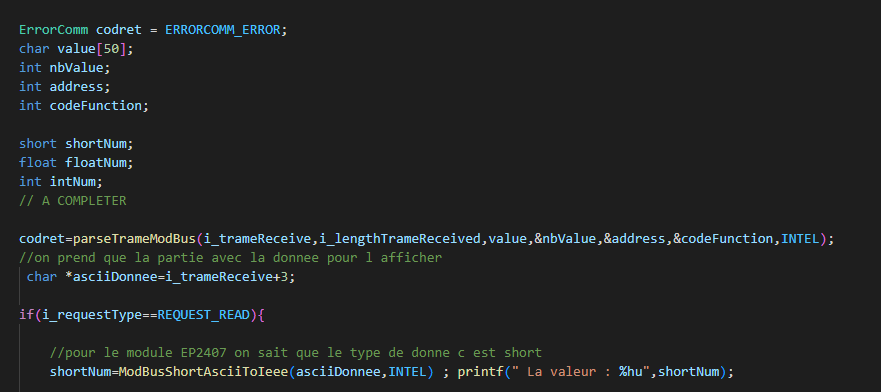 ErrorComm codret = ERRORCOMM_ERROR;
char value[50];
int nbValue;
int address;
int codeFunction;
short shortNum;
float floatNum;
int intNum;
// A COMPLETER
codret=parseTrameModBus(i_trameReceive,i_lengthTrameReceived,value,&nbValue,&address,&codeFunction,INTEL);
//on prend que la partie avec la donnee pour l afficher
char *asciiDonnee=i_trameReceive+3;
if(i_requestType==REQUEST_READ){
//pour le module EP2407 on sait que le type de donne c est short
shortNum=ModBusShortAsciiToIeee(asciiDonnee,INTEL) ; printf(" La valeur : %hu",shortNum);